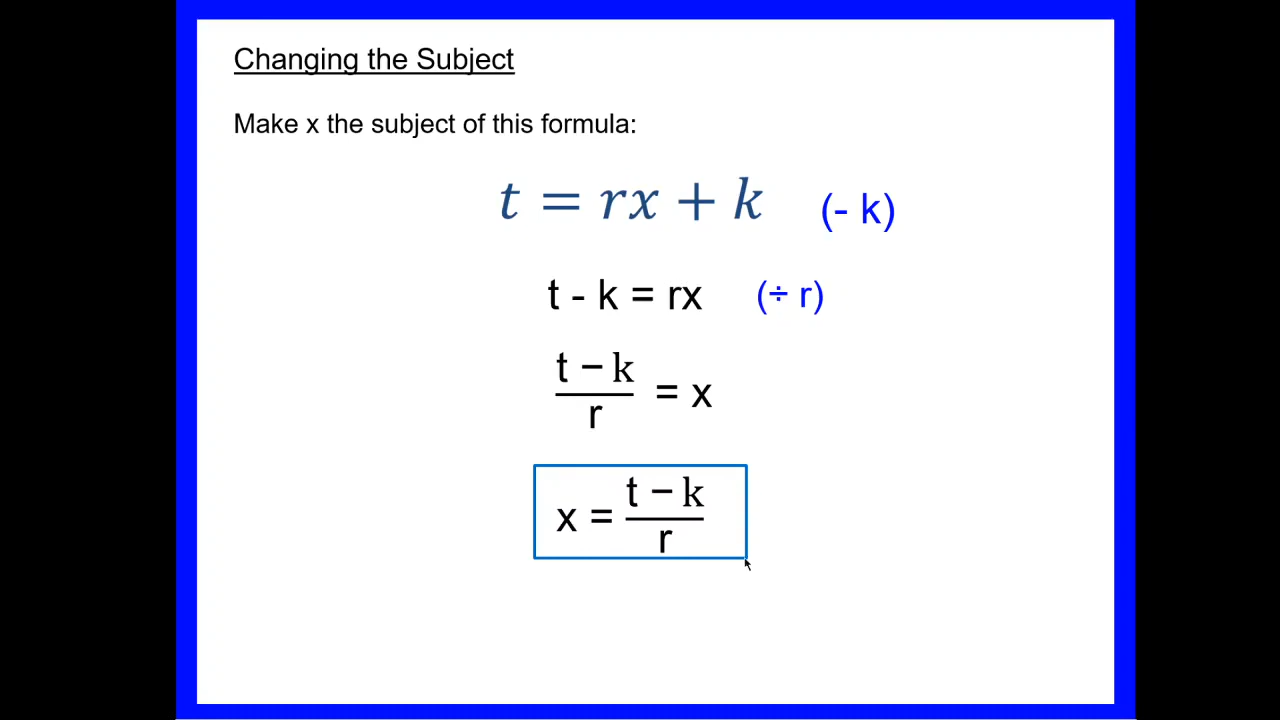 Changing the Subject
Make x the subject of this formula:
t = rx + k (- k)
t - k = rx (÷ r)
t − k
r
= x
x =
t − k
r